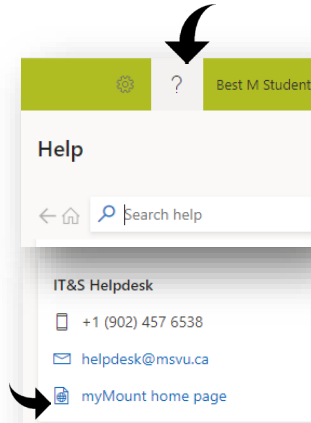 ? Best M Student
Help
Search help
IT&S Helpdesk
+1 (902) 457 6538
helpdesk@msvu.ca
myMount home page